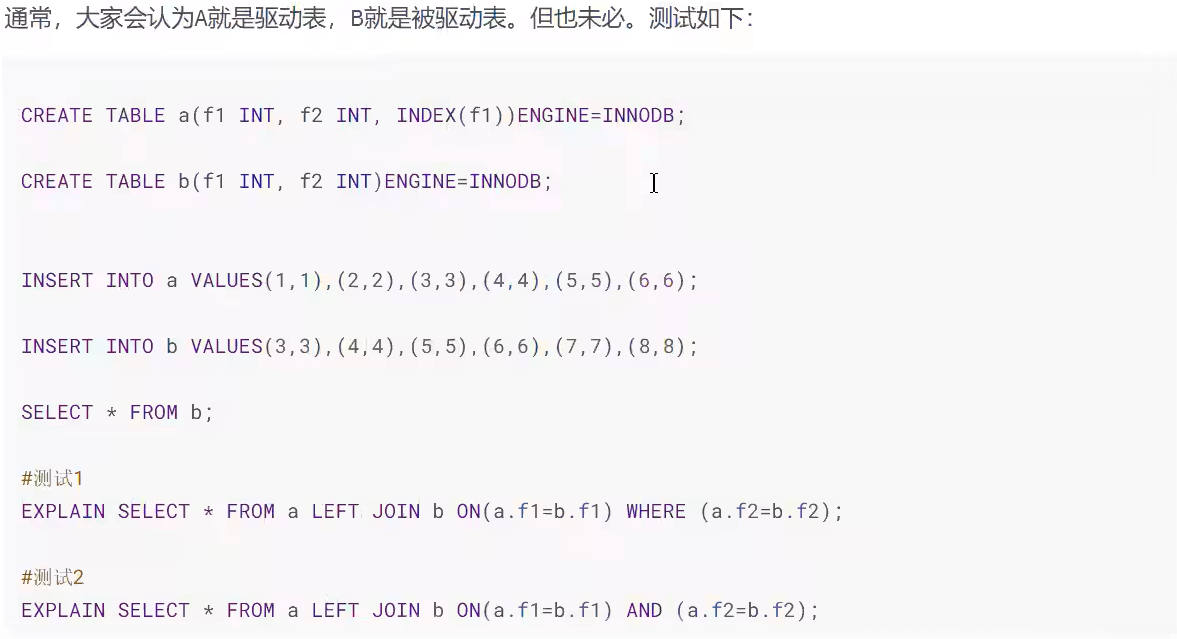 通常，大家会认为A就是驱动表，B就是被驱动表。但也未必。测试如下：
CREATE TABLE a(f1 INT, f2 INT, INDEX(f1))ENGINE=INNODB;
CREATE TABLE b(f1 INT, f2 INT)ENGINE=INNODB;
INSERT INTO a VALUES(1,1),(2,2),(3,3),(4,4),(5,5),(6,6);
INSERT INTO b VALUES(3,3),(4,4),(5,5),(6,6),(7,7),(8,8);
SELECT * FROM b;
#测试1
EXPLAIN SELECT * FROM a LEFT JOIN b ON(a.f1=b.f1) WHERE (a.f2=b.f2);
#测试2
EXPLAIN SELECT * FROM a LEFT JOIN b ON(a.f1=b.f1) AND (a.f2=b.f2);